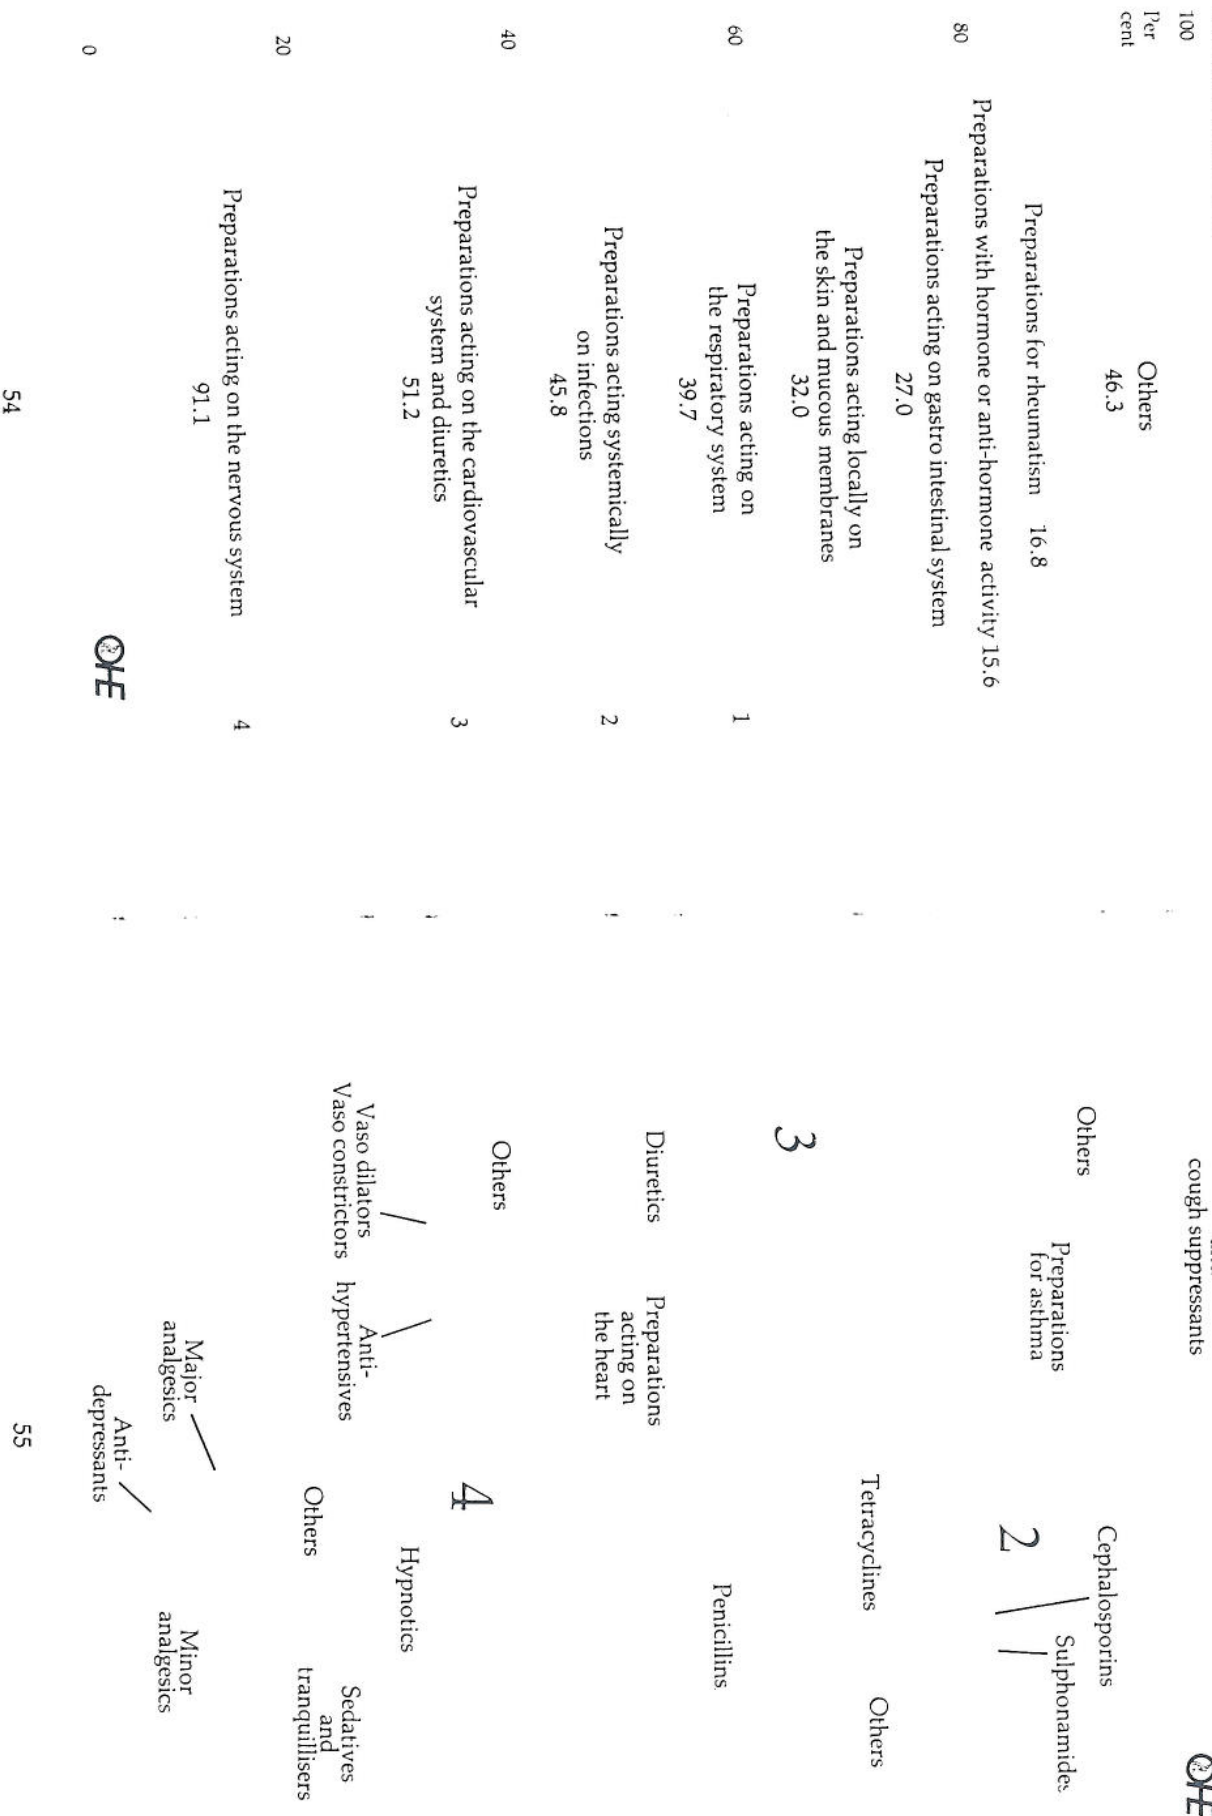 100
Per
cent
80
60
40
20
0
Others
46.3
Preparations for rheumatism 16.8
Preparations with hormone or anti-hormone activity 15.6
Preparations acting on gastro intestinal system
27.0
Preparations acting locally on
the skin and mucous membranes
32.0
Preparations acting on
the respiratory system
39.7
1
Preparations acting systemically
on infections
45.8
2
Preparations acting on the cardiovascular
system and diuretics
51.2
3
Preparations acting on the nervous system
91.1
4
OHE
54
cough suppressants
OHE
Others
Preparations
for asthma
Cephalosporins
Sulphonamides
2
Tetracyclines
Others
Penicillins
3
Diuretics
Preparations
acting on
the heart
Others
Vaso dilators
Vaso constrictors
Anti-
hypertensives
4
Hypnotics
Others
Sedatives
and
tranquillisers
Major
analgesics
Anti-
depressants
Minor
analgesics
55